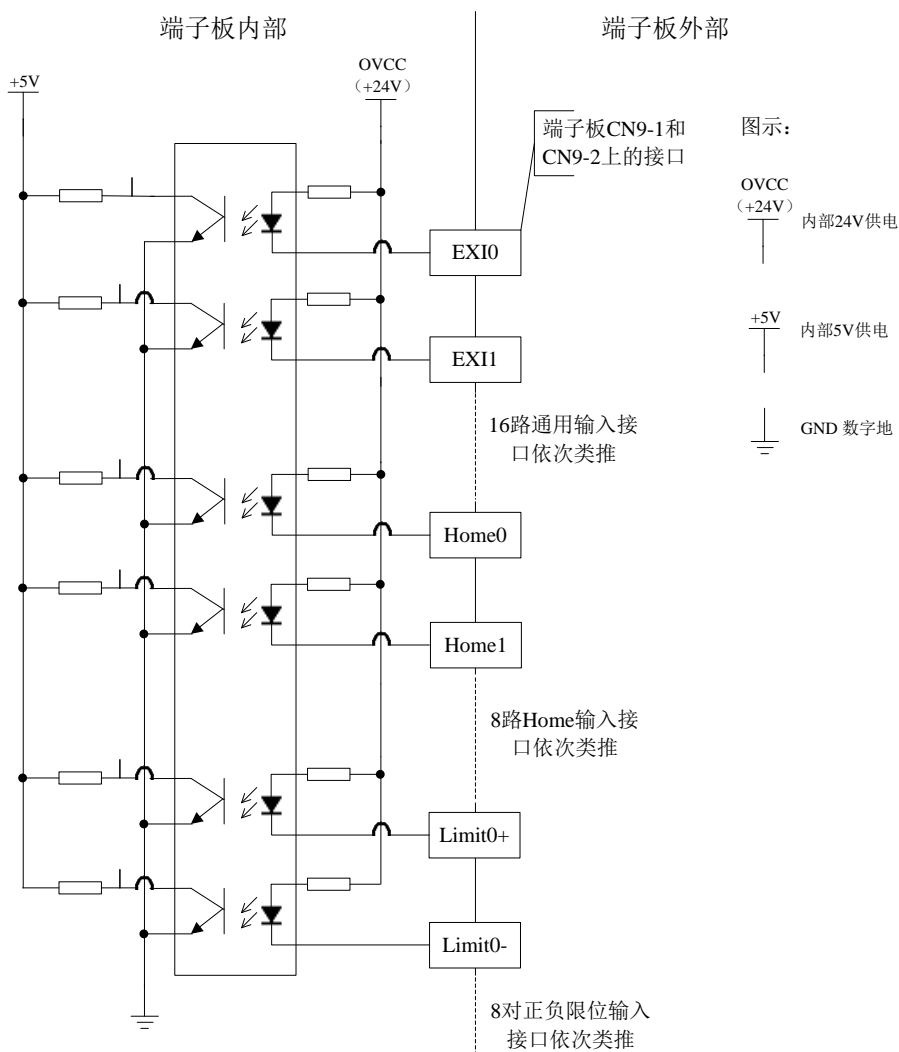 端子板内部
端子板外部
+5V
OVCC
（+24V）
端子板CN9-1和
CN9-2上的接口
图示：
OVCC
（+24V）
内部24V供电
EXI0
+5V
内部5V供电
EXI1
16路通用输入接
口依次类推
GND 数字地
Home0
Home1
8路Home输入接
口依次类推
Limit0+
Limit0-
8对正负限位输入
接口依次类推